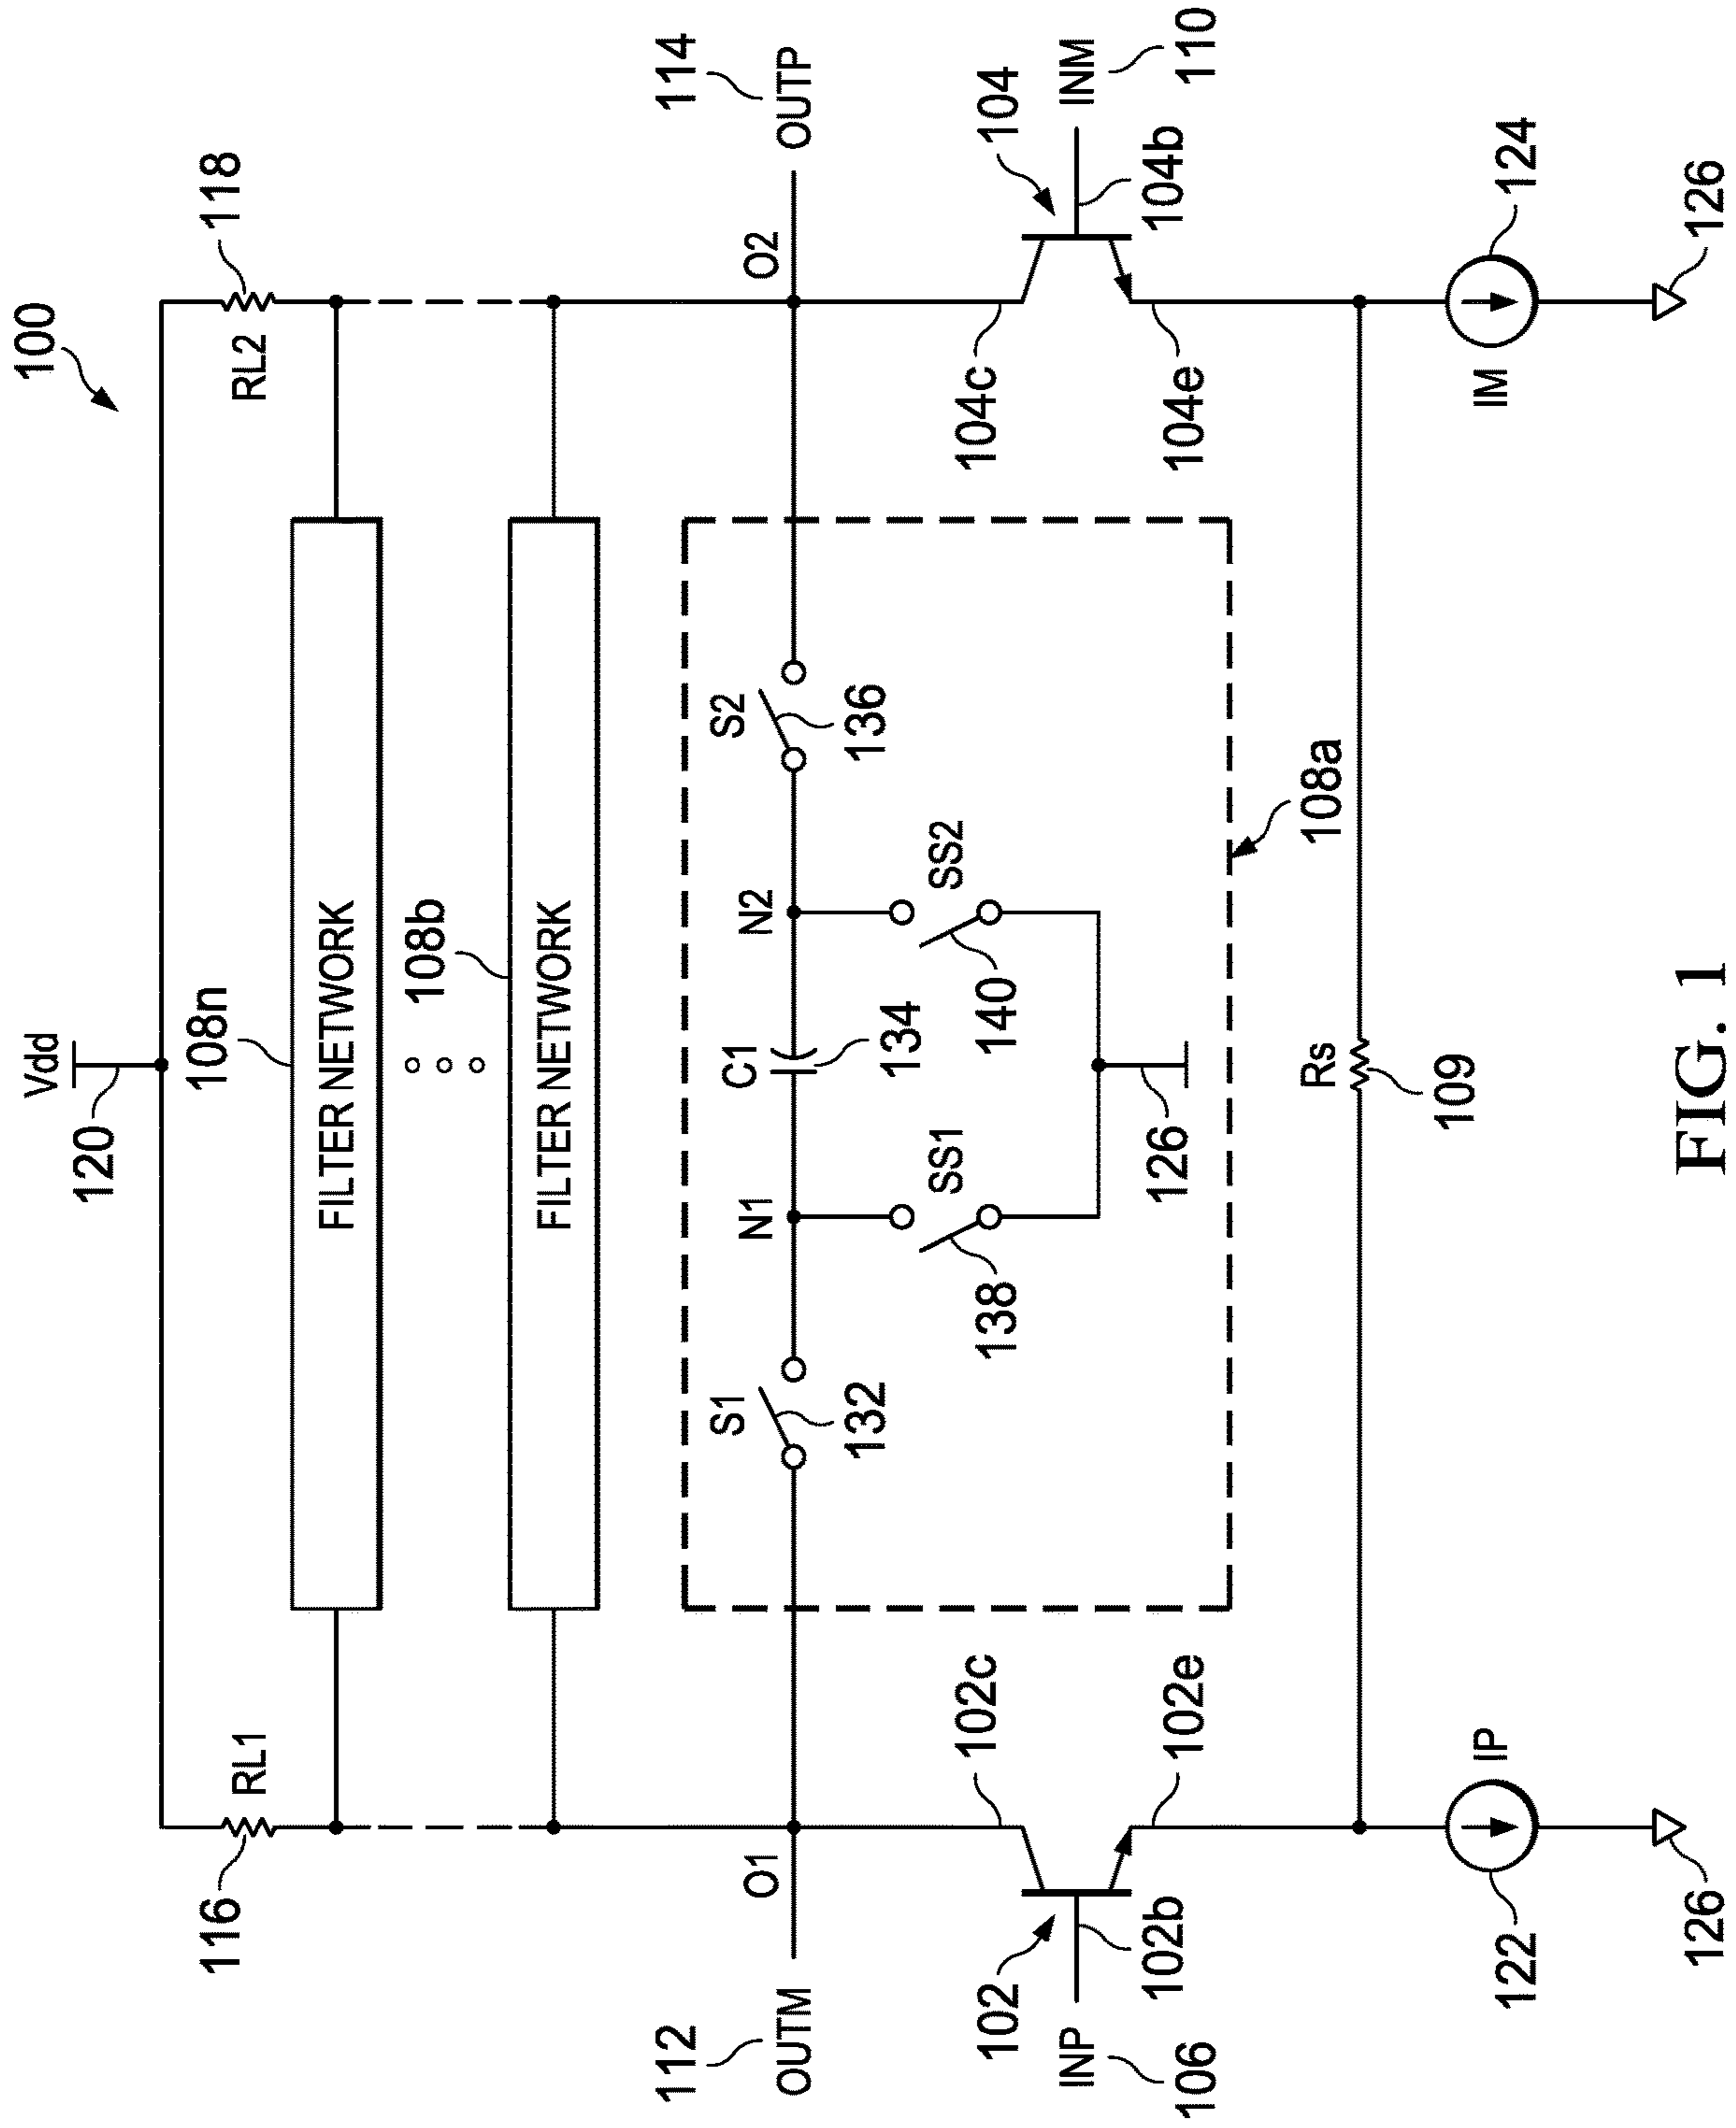 100
Vdd
120
116
RL1
RL2
118
108n
FILTER NETWORK
108b
FILTER NETWORK
112
OUTM
O1
O2
114
OUTP
S1
132
N1
C1
134
N2
S2
136
SS1
138
SS2
140
126
108a
102
INP
106
102b
102c
102e
104
INM
110
104b
104c
104e
Rs
109
IP
122
IM
124
126
126
FIG. 1